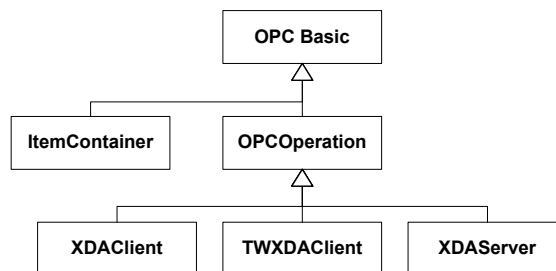 OPC Basic
ItemContainer
OPCOperation
XDAClient
TWXDAClient
XDAServer